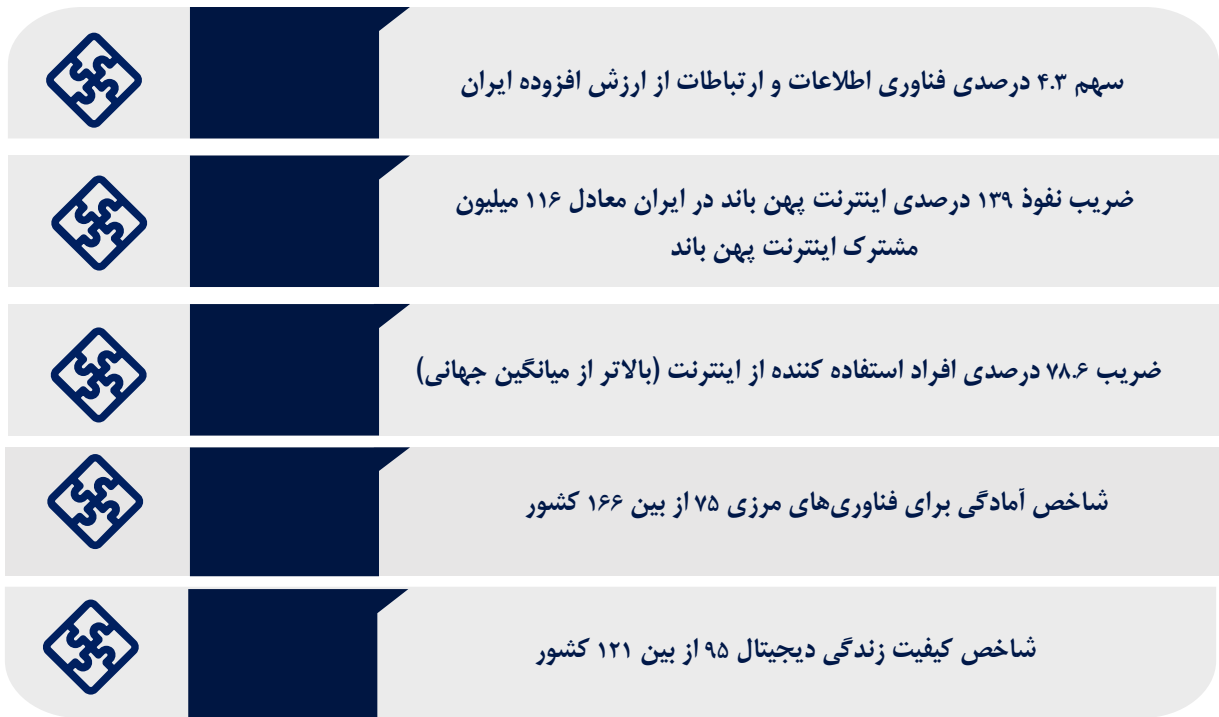 سهم ۴.۳ درصدی فناوری اطلاعات و ارتباطات از ارزش افزوده ایران
ضریب نفوذ ۱۳۹ درصدی اینترنت پهن باند در ایران معادل ۱۱۶ میلیون
مشترک اینترنت پهن باند
ضریب ۷۸.۶ درصدی افراد استفاده کننده از اینترنت (بالاتر از میانگین جهانی)
شاخص آمادگی برای فناوری‌های مرزی ۷۵ از بین ۱۶۶ کشور
شاخص کیفیت زندگی دیجیتال ۹۵ از بین ۱۲۱ کشور